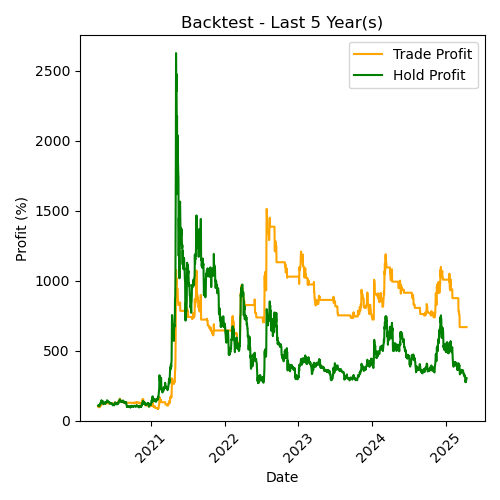 Backtest - Last 5 Year(s)
Trade Profit
Hold Profit
Profit (%)
2500
2000
1500
1000
500
0
2021
2022
2023
2024
2025
Date